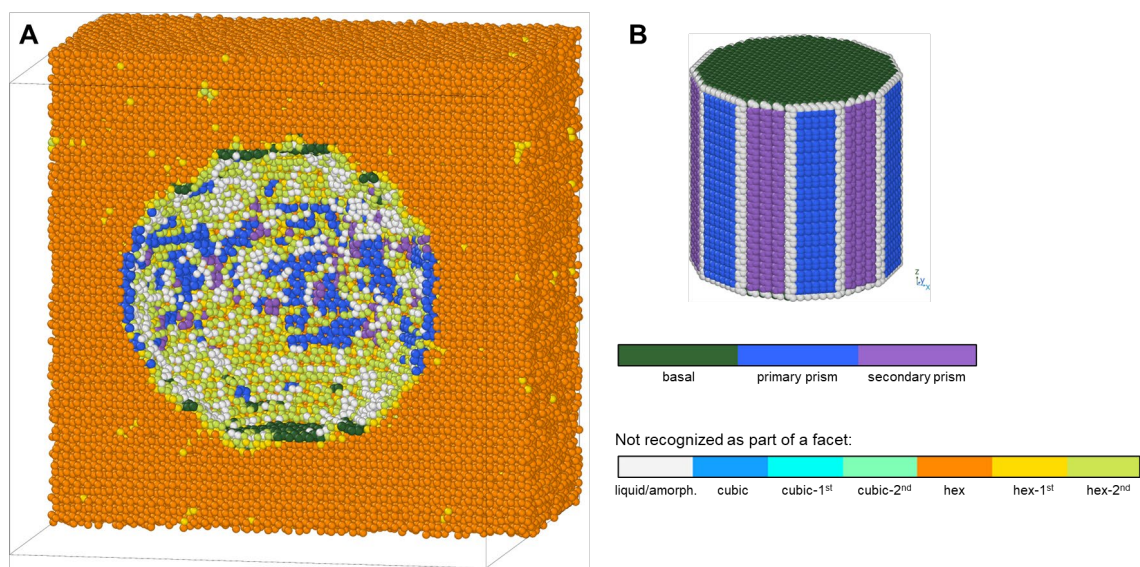 A
B
z
y
x
basal primary prism secondary prism
Not recognized as part of a facet:
liquid/amorph. cubic cubic-1st cubic-2nd hex hex-1st hex-2nd